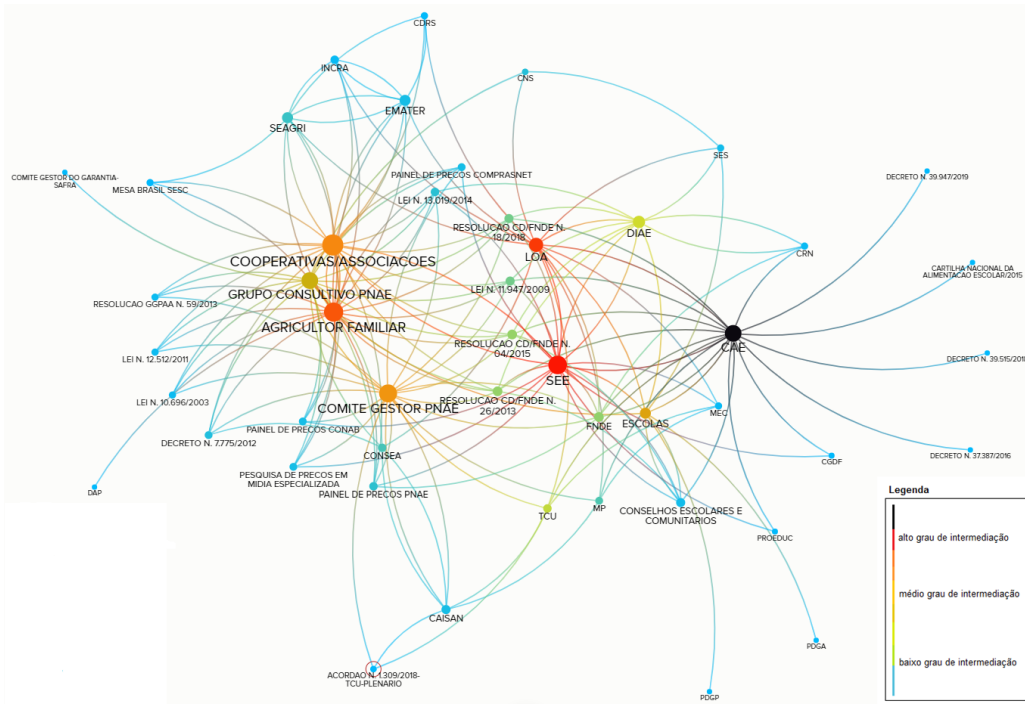 CDRS
INCRA
CNS
EMATER
SEAGRI
SES
COMITE GESTOR DO GARANTIA-
SAFRA
MESA BRASIL SESC
PAINEL DE PRECOS COMPRASNET
DECRETO N. 39.947/2019
LEI N. 13.019/2014
RESOLUCAO CD/FNDE N.
18/2018
DIAE
LOA
CRN
COOPERATIVAS/ASSOCIACOES
CARTILHA NACIONAL DA
ALIMENTACAO ESCOLAR/2015
GRUPO CONSULTIVO PNAE
LEI N. 11.947/2009
RESOLUCAO GGPAA N. 59/2013
AGRICULTOR FAMILIAR
RESOLUCAO CD/FNDE N.
04/2015
CAE
LEI N. 12.512/2011
DECRETO N. 39.515/201
SEE
LEI N. 10.696/2003
COMITE GESTOR PNAE
RESOLUCAO CD/FNDE N.
26/2013
MEC
FNDE
ESCOLAS
PAINEL DE PRECOS CONAB
DECRETO N. 7.775/2012
CONSEA
DECRETO N. 37.387/2016
CGDF
PESQUISA DE PRECOS EM
MIDIA ESPECIALIZADA
PAINEL DE PRECOS PNAE
DAP
TCU
MP
CONSELHOS ESCOLARES E
COMUNITARIOS
PROEDUC
CAISAN
PDGA
ACORDAO N. 1.309/2018-
TCU-PLENARIO
PDGP
Legenda
alto grau de intermediação
médio grau de intermediação
baixo grau de intermediação